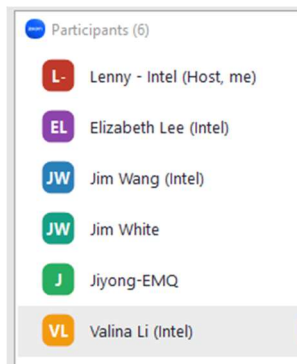 Participants (6)
L- Lenny - Intel (Host, me)
EL Elizabeth Lee (Intel)
JW Jim Wang (Intel)
JW Jim White
J Jiyong-EMQ
VL Valina Li (Intel)